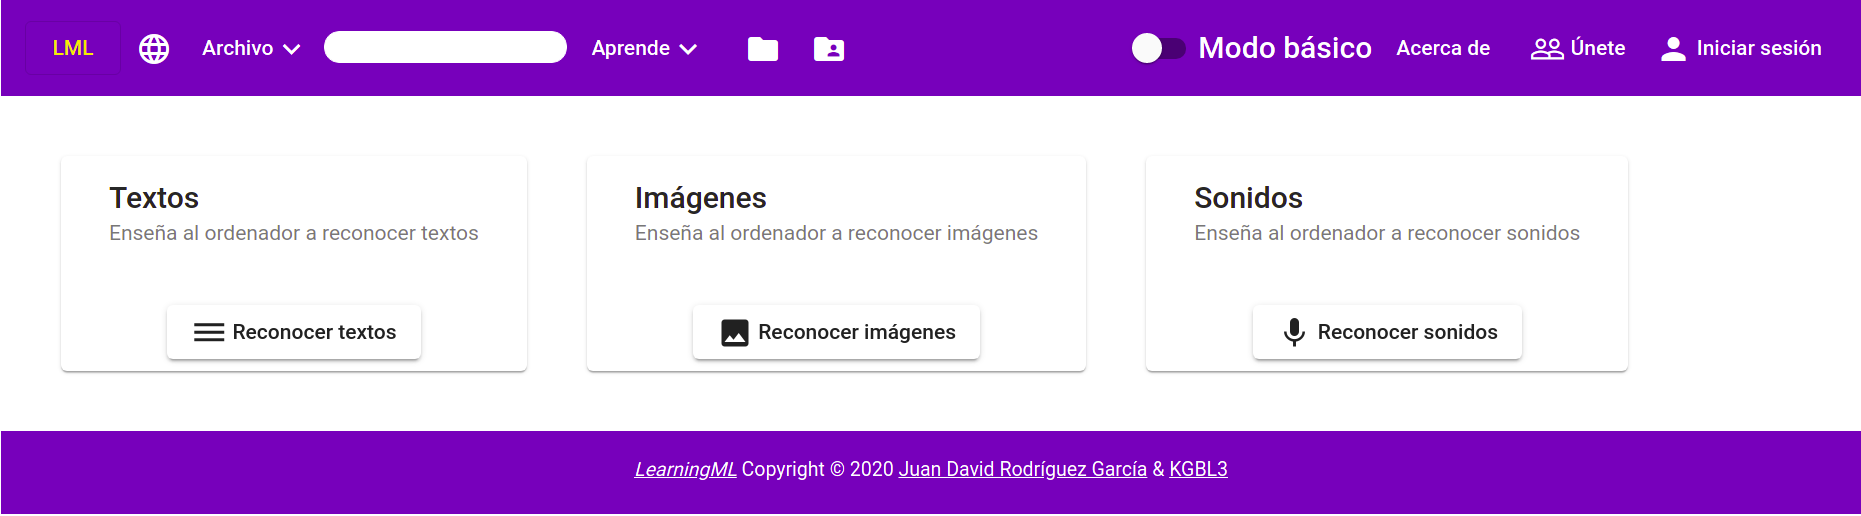 LML Archivo Aprende Modo básico Acerca de Únete Iniciar sesión
Textos
Enseña al ordenador a reconocer textos
Reconocer textos
Imágenes
Enseña al ordenador a reconocer imágenes
Reconocer imágenes
Sonidos
Enseña al ordenador a reconocer sonidos
Reconocer sonidos
LearningML Copyright © 2020 Juan David Rodríguez García & KGBL3